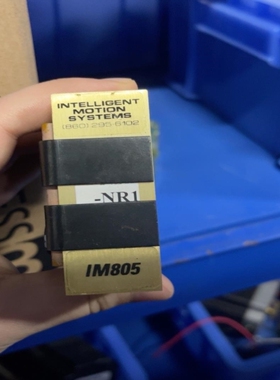 INTELLIGENT
MOTION
SYSTEMS
(860) 295-6102
-NR1
IM805